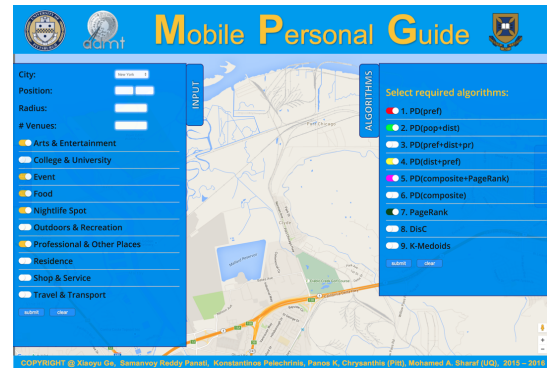 Mobile Personal Guide
City:
New York
Position:
Radius:
# Venues:
Arts & Entertainment
College & University
Event
Food
Nightlife Spot
Outdoors & Recreation
Professional & Other Places
Residence
Shop & Service
Travel & Transport
submit clear
INPUT
ALGORITHMS
Select required algorithms:
1. PD(pref)
2. PD(pop+dist)
3. PD(pref+dist+pr)
4. PD(dist+pref)
5. PD(composite+PageRank)
6. PD(composite)
7. PageRank
8. DisC
9. K-Medoids
submit clear
COPYRIGHT @ Xiaoyu Ge, Samanvoy Reddy Panati, Konstantinos Pelechrinis, Panos K, Chrysanthis (Pitt), Mohamed A. Sharaf (UQ), 2015 – 2016